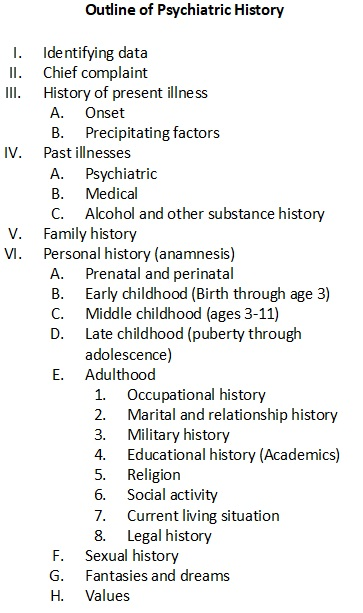 Outline of Psychiatric History
I. Identifying data
II. Chief complaint
III. History of present illness
A. Onset
B. Precipitating factors
IV. Past illnesses
A. Psychiatric
B. Medical
C. Alcohol and other substance history
V. Family history
VI. Personal history (anamnesis)
A. Prenatal and perinatal
B. Early childhood (Birth through age 3)
C. Middle childhood (ages 3-11)
D. Late childhood (puberty through
adolescence)
E. Adulthood
1. Occupational history
2. Marital and relationship history
3. Military history
4. Educational history (Academics)
5. Religion
6. Social activity
7. Current living situation
8. Legal history
F. Sexual history
G. Fantasies and dreams
H. Values